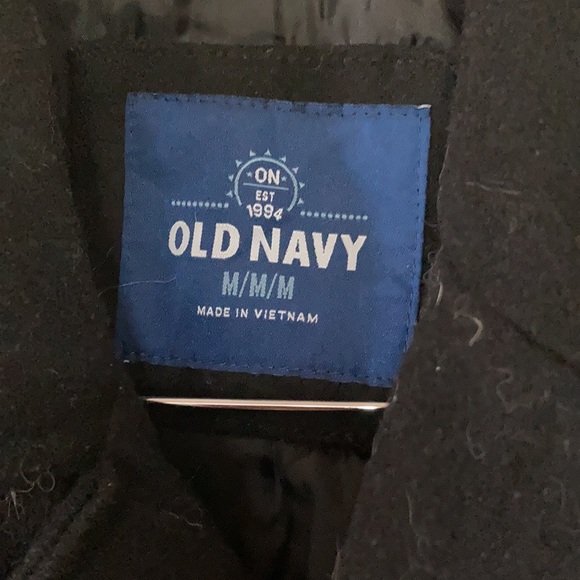 ON
EST
1994
OLD NAVY
M/M/M
MADE IN VIETNAM